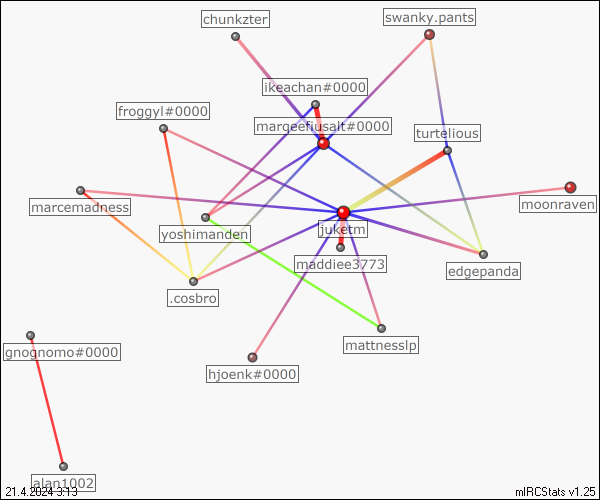 chunkzter
swanky.pants
ikeachan#0000
froggyl#0000
margeefiusalt#0000
turtelious
marcemadness
moonraven
yoshimanden
juketm
maddiee3773
edgepanda
.cosbro
mattnesslp
gnognomo#0000
hjoenk#0000
alan1002
21.4.2024 3:13
mIRCStats v1.25